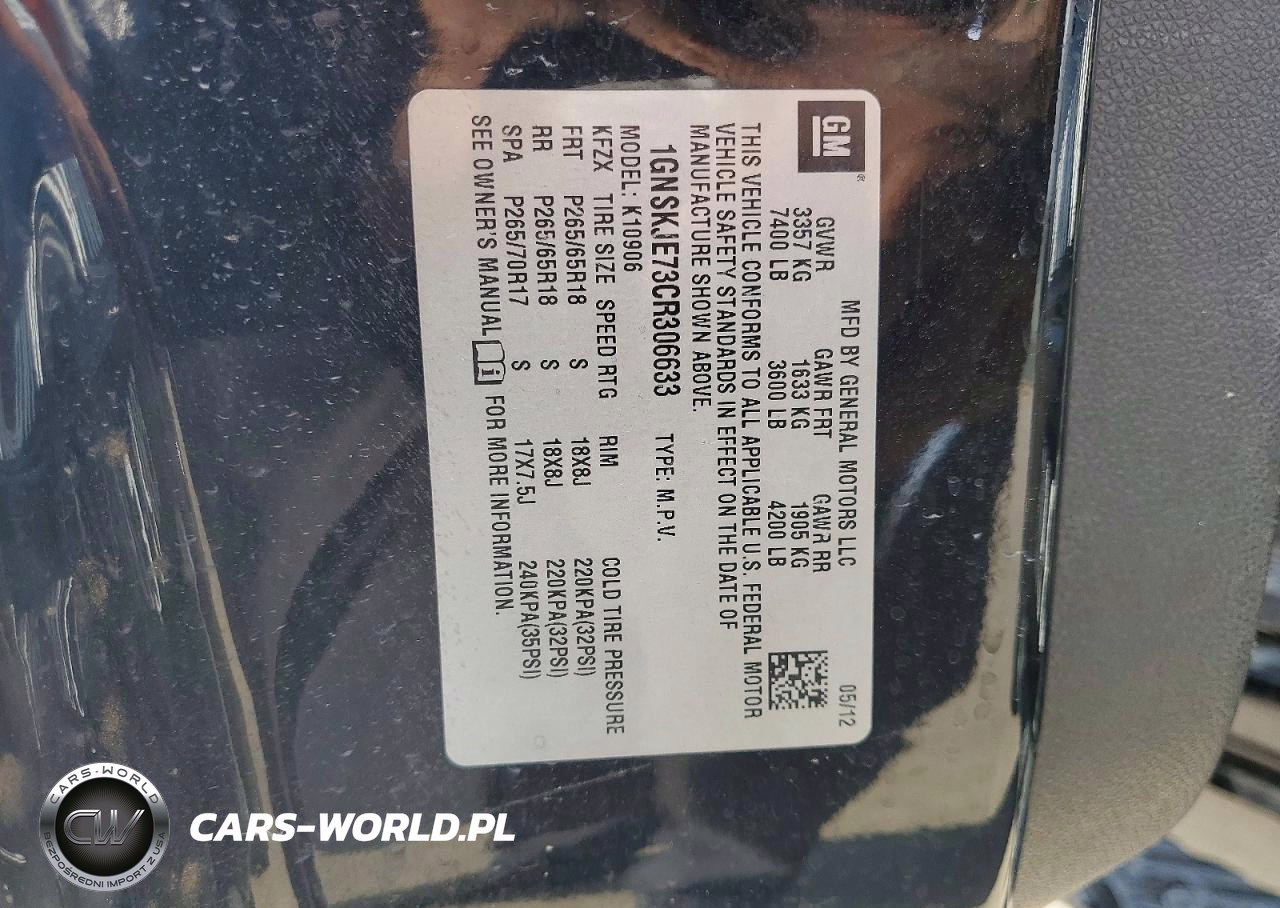 GM
MFD BY GENERAL MOTORS LLC 05/12
GVWR GAWR FRT GAWR RR
3357 KG 1633 KG 1905 KG
7400 LB 3600 LB 4200 LB
THIS VEHICLE CONFORMS TO ALL APPLICABLE U.S. FEDERAL MOTOR
VEHICLE SAFETY STANDARDS IN EFFECT ON THE DATE OF
MANUFACTURE SHOWN ABOVE.
1GNSKJE73CR306633 TYPE: M.P.V.
MODEL: K10906
KFZX TIRE SIZE SPEED RTG RIM COLD TIRE PRESSURE
FRT P265/65R18 S 18X8J 220KPA(32PSI)
RR P265/65R18 S 18X8J 220KPA(32PSI)
SPA P265/70R17 S 17X7.5J 240KPA(35PSI)
SEE OWNER'S MANUAL i FOR MORE INFORMATION.
CARS-WORLD
CW
BEZPOŚREDNI IMPORT Z USA
CARS-WORLD.PL